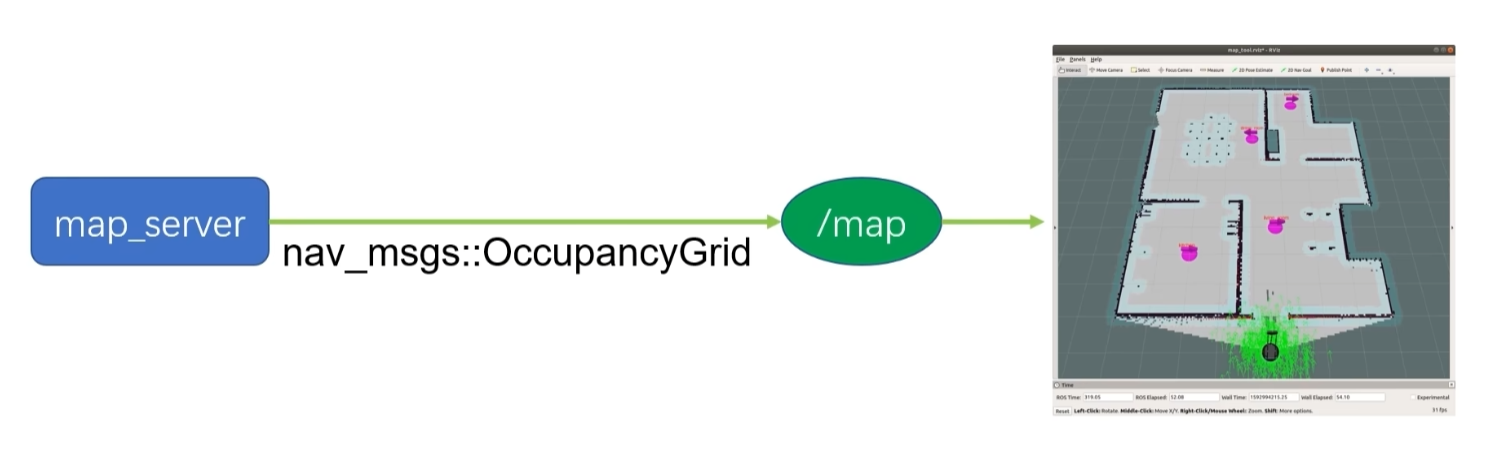 map_server
nav_msgs::OccupancyGrid
/map
map_tool.rviz* - RViz
File Panels Help
Interact Move Camera Select Focus Camera Measure 2D Pose Estimate 2D Nav Goal Publish Point
Time
ROS Time: 319.05 ROS Elapsed: 52.08 Wall Time: 1592994215.25 Wall Elapsed: 54.10 Experimental
Reset Left-Click: Rotate. Middle-Click: Move X/Y. Right-Click/Mouse Wheel: Zoom. Shift: More options. 31 fps